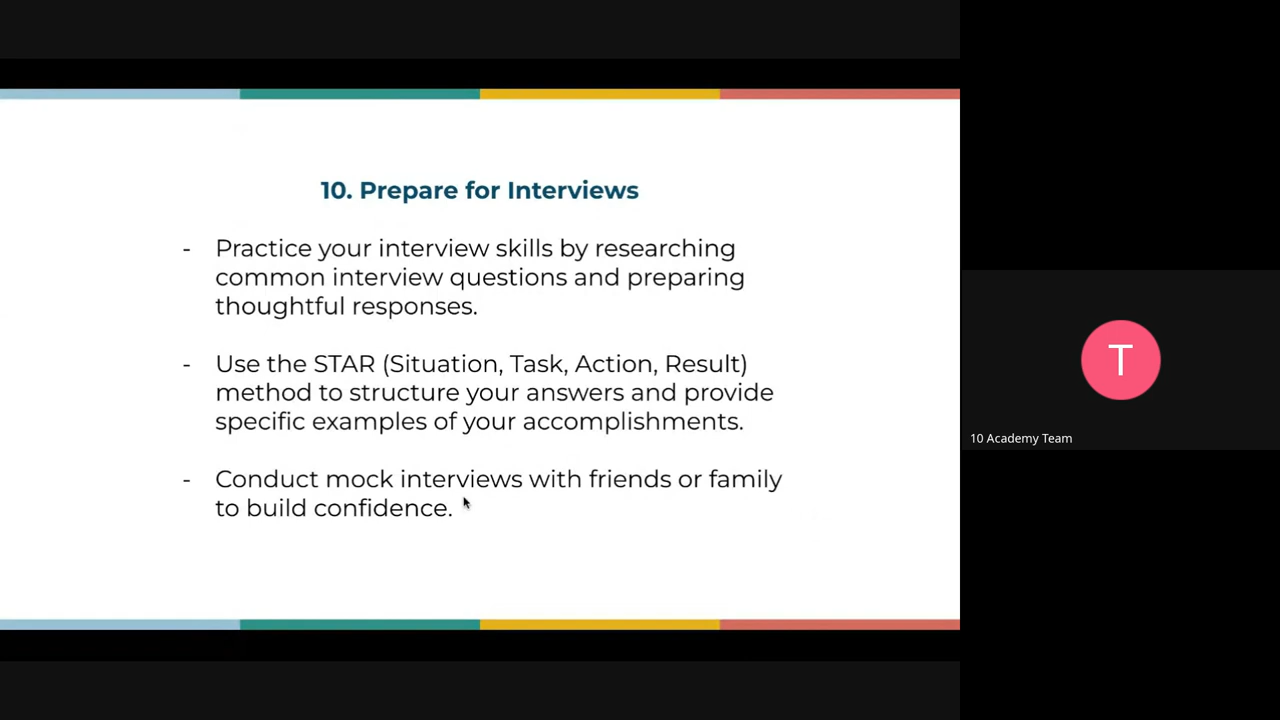 10. Prepare for Interviews
- Practice your interview skills by researching
common interview questions and preparing
thoughtful responses.
- Use the STAR (Situation, Task, Action, Result)
method to structure your answers and provide
specific examples of your accomplishments.
- Conduct mock interviews with friends or family
to build confidence.
T
10 Academy Team